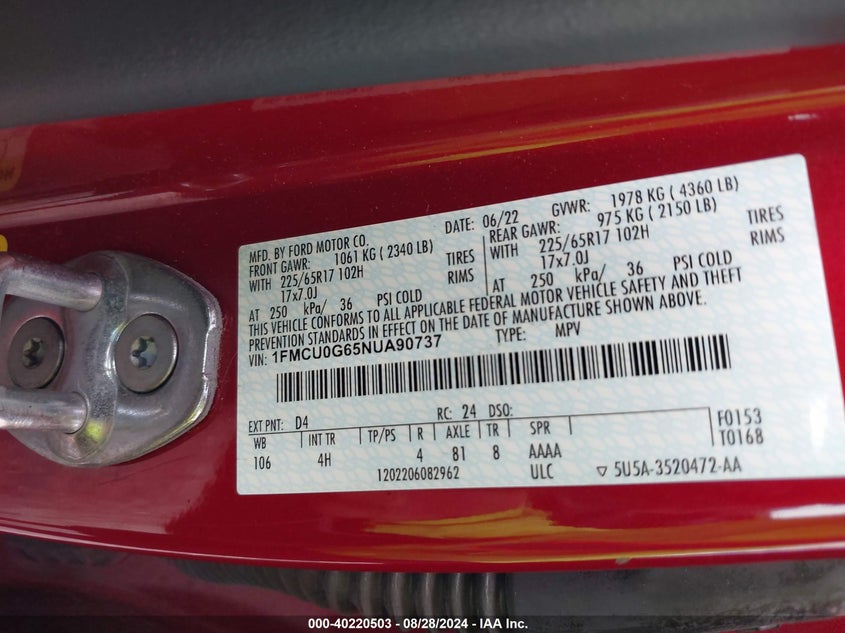 MFD. BY FORD MOTOR CO. DATE: 06/22 GVWR: 1978 KG ( 4360 LB)
FRONT GAWR: 1061 KG ( 2340 LB) REAR GAWR: 975 KG ( 2150 LB)
WITH 225/65R17 102H TIRES WITH 225/65R17 102H TIRES
17x7.0J RIMS 17x7.0J RIMS
AT 250 kPa/ 36 PSI COLD AT 250 kPa/ 36 PSI COLD
THIS VEHICLE CONFORMS TO ALL APPLICABLE FEDERAL MOTOR VEHICLE SAFETY AND THEFT
PREVENTION STANDARDS IN EFFECT ON THE DATE OF MANUFACTURE SHOWN ABOVE.
VIN: 1FMCU0G65NUA90737 TYPE: MPV
EXT PNT: D4 RC: 24 DSO: F0153
WB INT TR TP/PS R AXLE TR SPR T0168
106 4H 4 81 8 AAAA
1202206082962 ULC ▽ 5U5A-3520472-AA
000-40220503 - 08/28/2024 - IAA Inc.